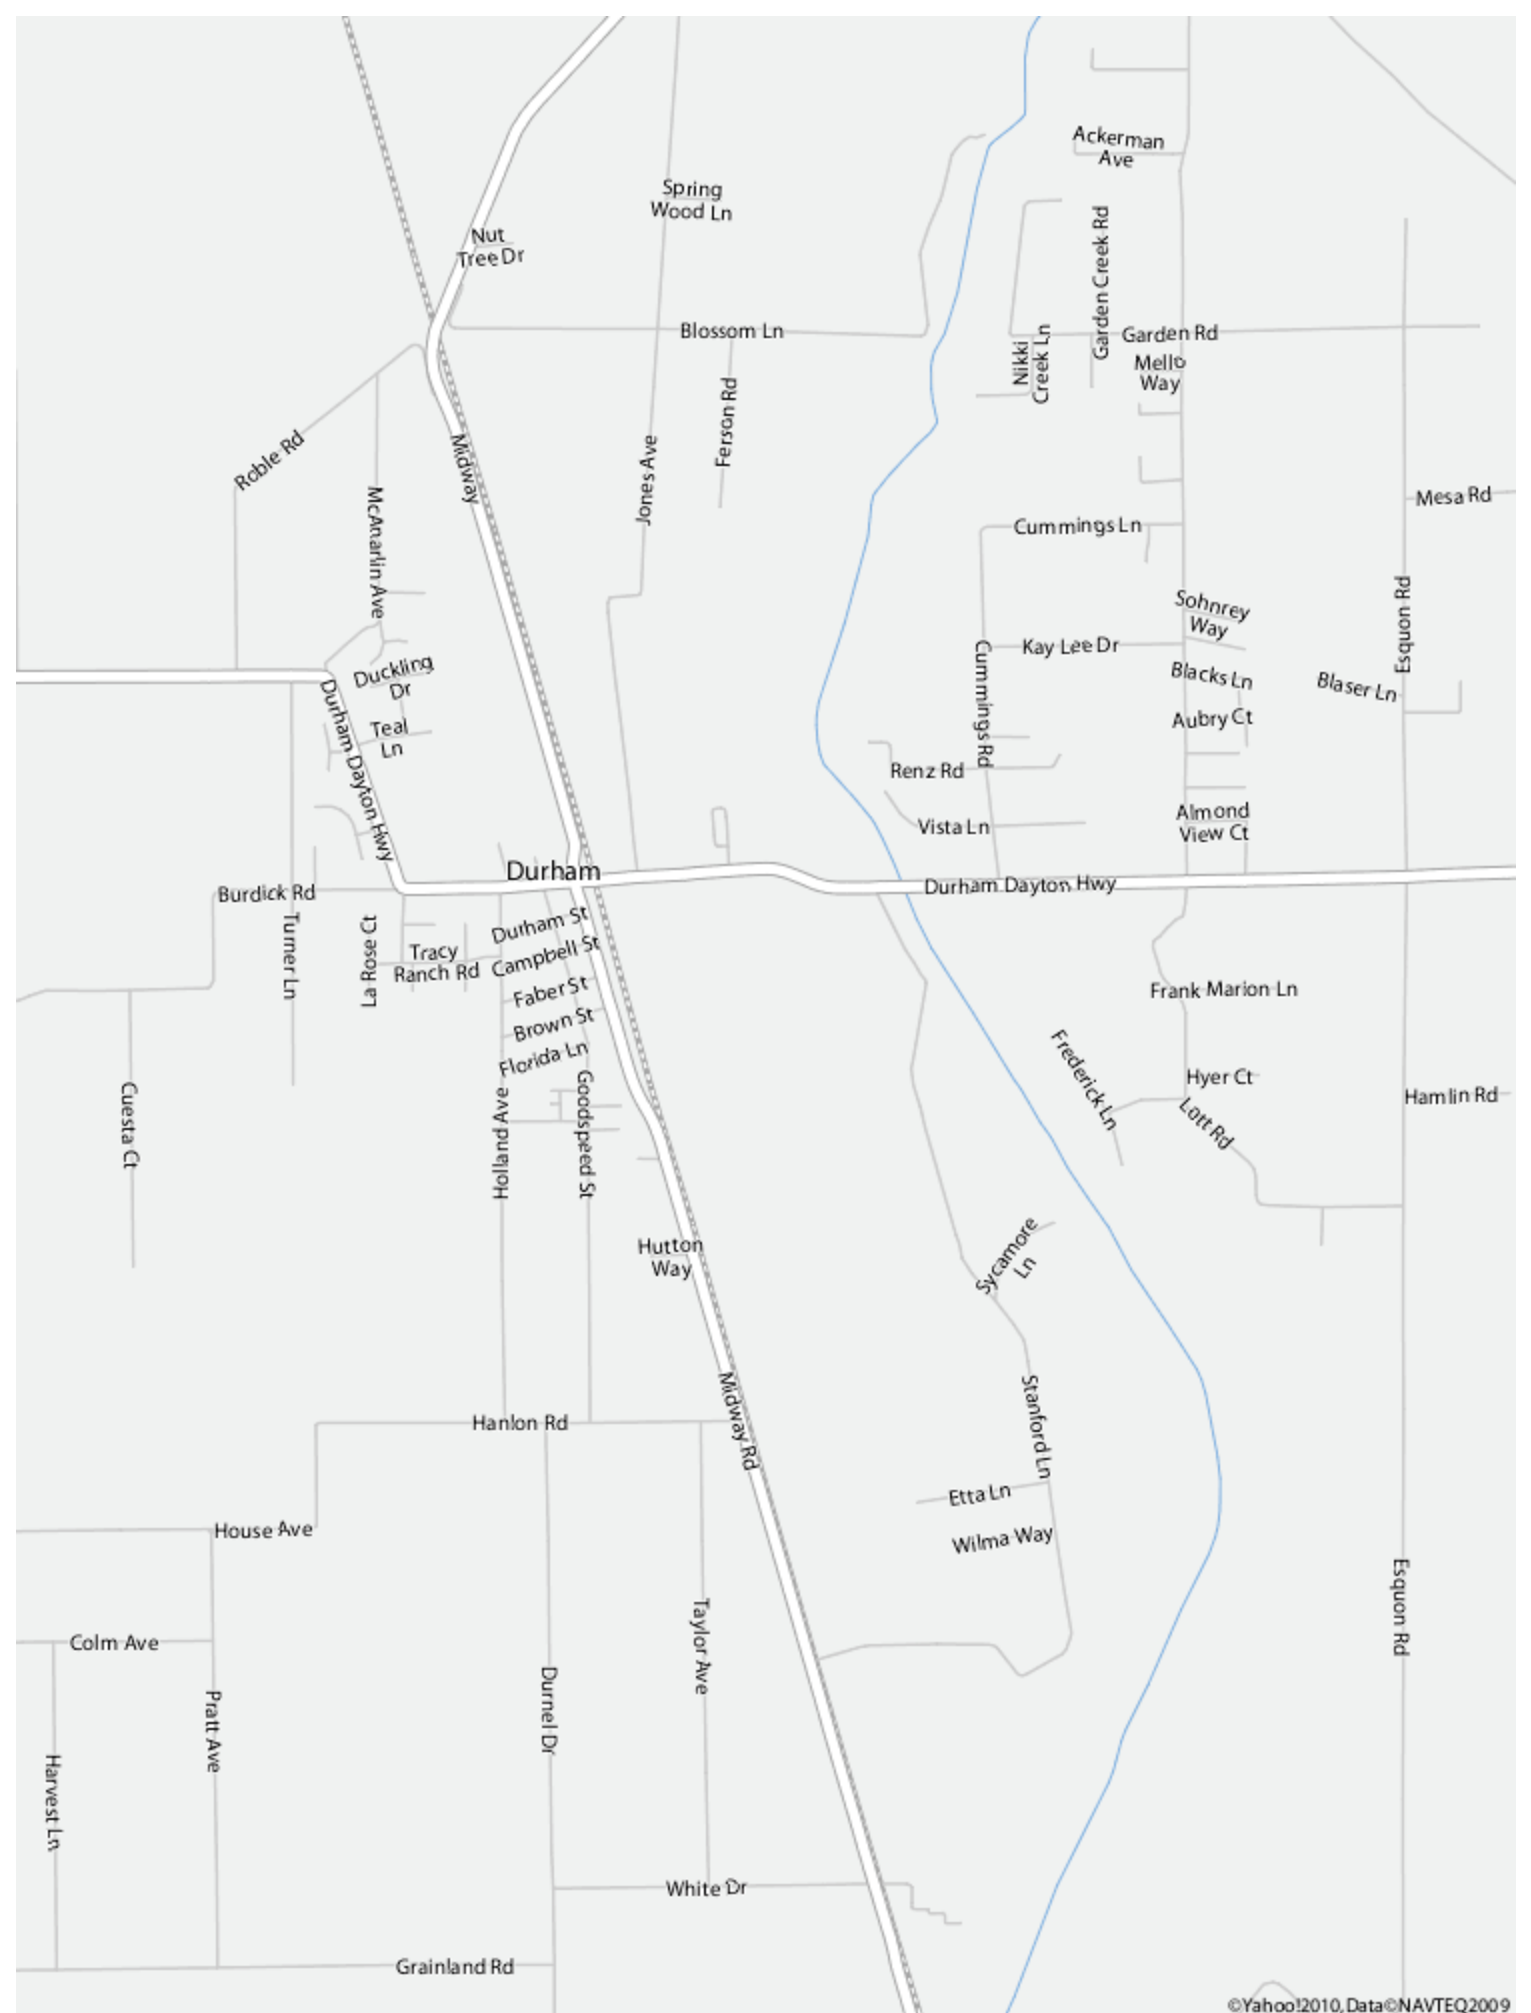 Ackerman
Ave
Spring
Wood Ln
Nut
Tree Dr
Garden Creek Rd
Blossom Ln
Garden Rd
Nikki
Creek Ln
Mello
Way
Ferson Rd
Roble Rd
Midway
Jones Ave
McAnarlin Ave
Mesa Rd
Cummings Ln
Esquon Rd
Sohnrey
Way
Kay Lee Dr
Cummings Rd
Duckling
Dr
Blacks Ln
Blaser Ln
Durham Dayton Hwy
Teal
Ln
Aubry Ct
Renz Rd
Vista Ln
Almond
View Ct
Durham
Durham Dayton Hwy
Burdick Rd
Turner Ln
La Rose Ct
Tracy
Ranch Rd
Durham St
Campbell St
Faber St
Brown St
Florida Ln
Frank Marion Ln
Frederick Ln
Hyer Ct
Lott Rd
Hamlin Rd
Cuesta Ct
Holland Ave
Goodspeed St
Hutton
Way
Sycamore
Ln
Midway Rd
Stanford Ln
Hanlon Rd
Etta Ln
House Ave
Wilma Way
Esquon Rd
Taylor Ave
Colm Ave
Durnel Dr
Pratt Ave
Harvest Ln
White Dr
Grainland Rd
©Yahoo!2010, Data©NAVTEQ2009